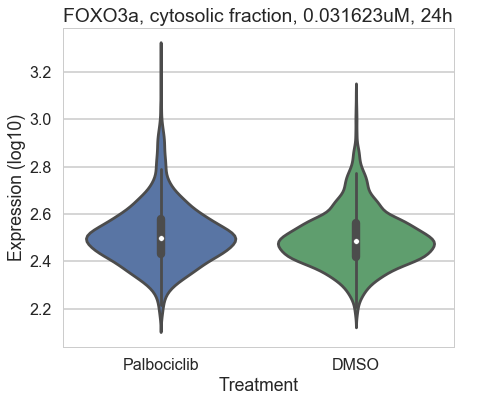 FOXO3a, cytosolic fraction, 0.031623uM, 24h
Expression (log10)
3.2
3.0
2.8
2.6
2.4
2.2
Palbociclib
DMSO
Treatment